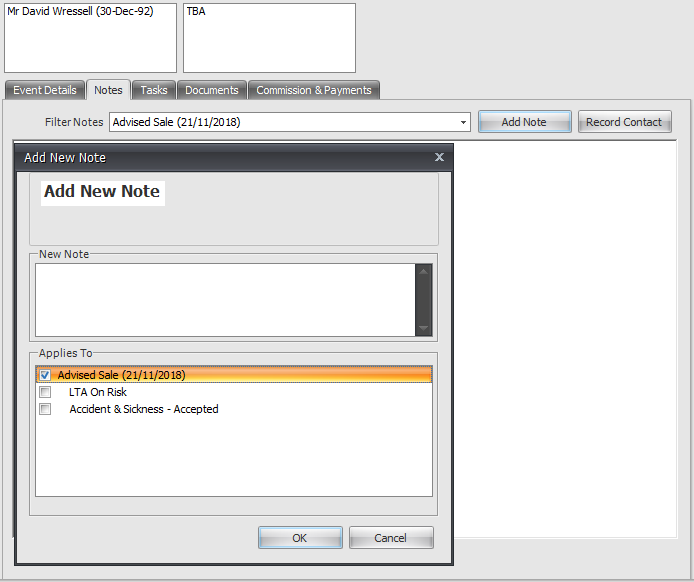 Mr David Wressell (30-Dec-92)
TBA
Event Details
Notes
Tasks
Documents
Commission & Payments
Filter Notes
Advised Sale (21/11/2018)
Add Note
Record Contact
Add New Note
Add New Note
New Note
Applies To
Advised Sale (21/11/2018)
LTA On Risk
Accident & Sickness - Accepted
OK
Cancel